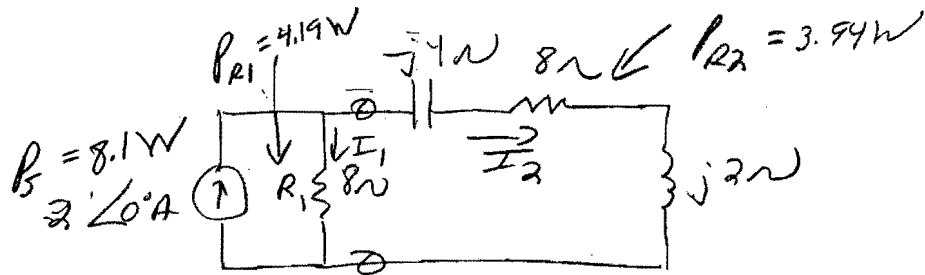 P_R1 = 4.19W
-j4Ω
8Ω
P_R2 = 3.94W
P_S = 8.1W
2∠0°A
R1
8Ω
I1
I2
j2Ω